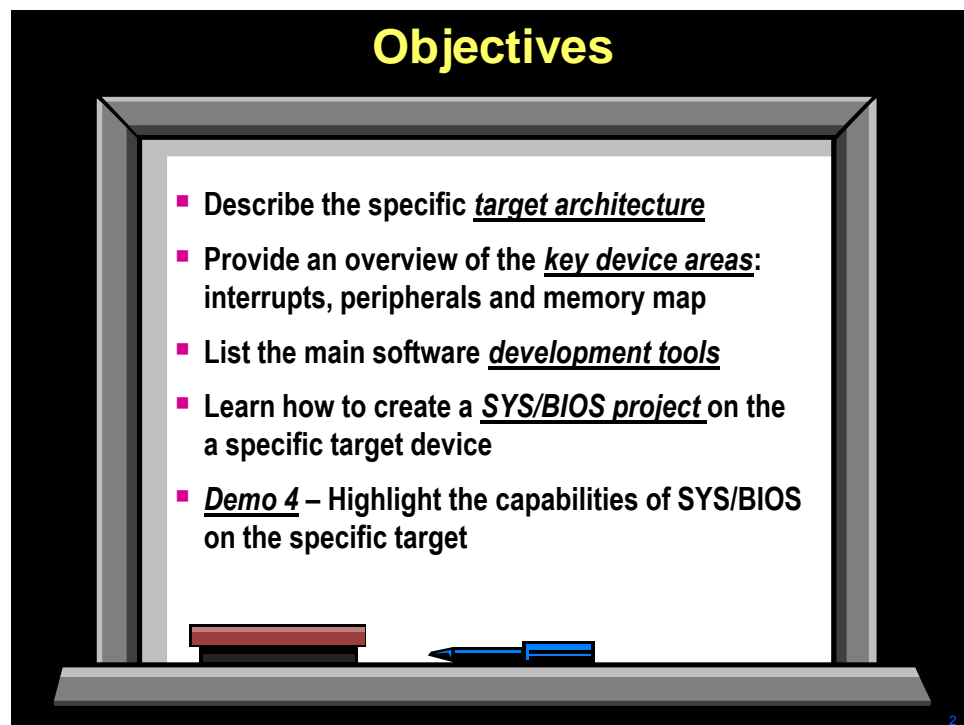 Objectives
▪ Describe the specific target architecture
▪ Provide an overview of the key device areas:
interrupts, peripherals and memory map
▪ List the main software development tools
▪ Learn how to create a SYS/BIOS project on the
a specific target device
▪ Demo 4 – Highlight the capabilities of SYS/BIOS
on the specific target
2